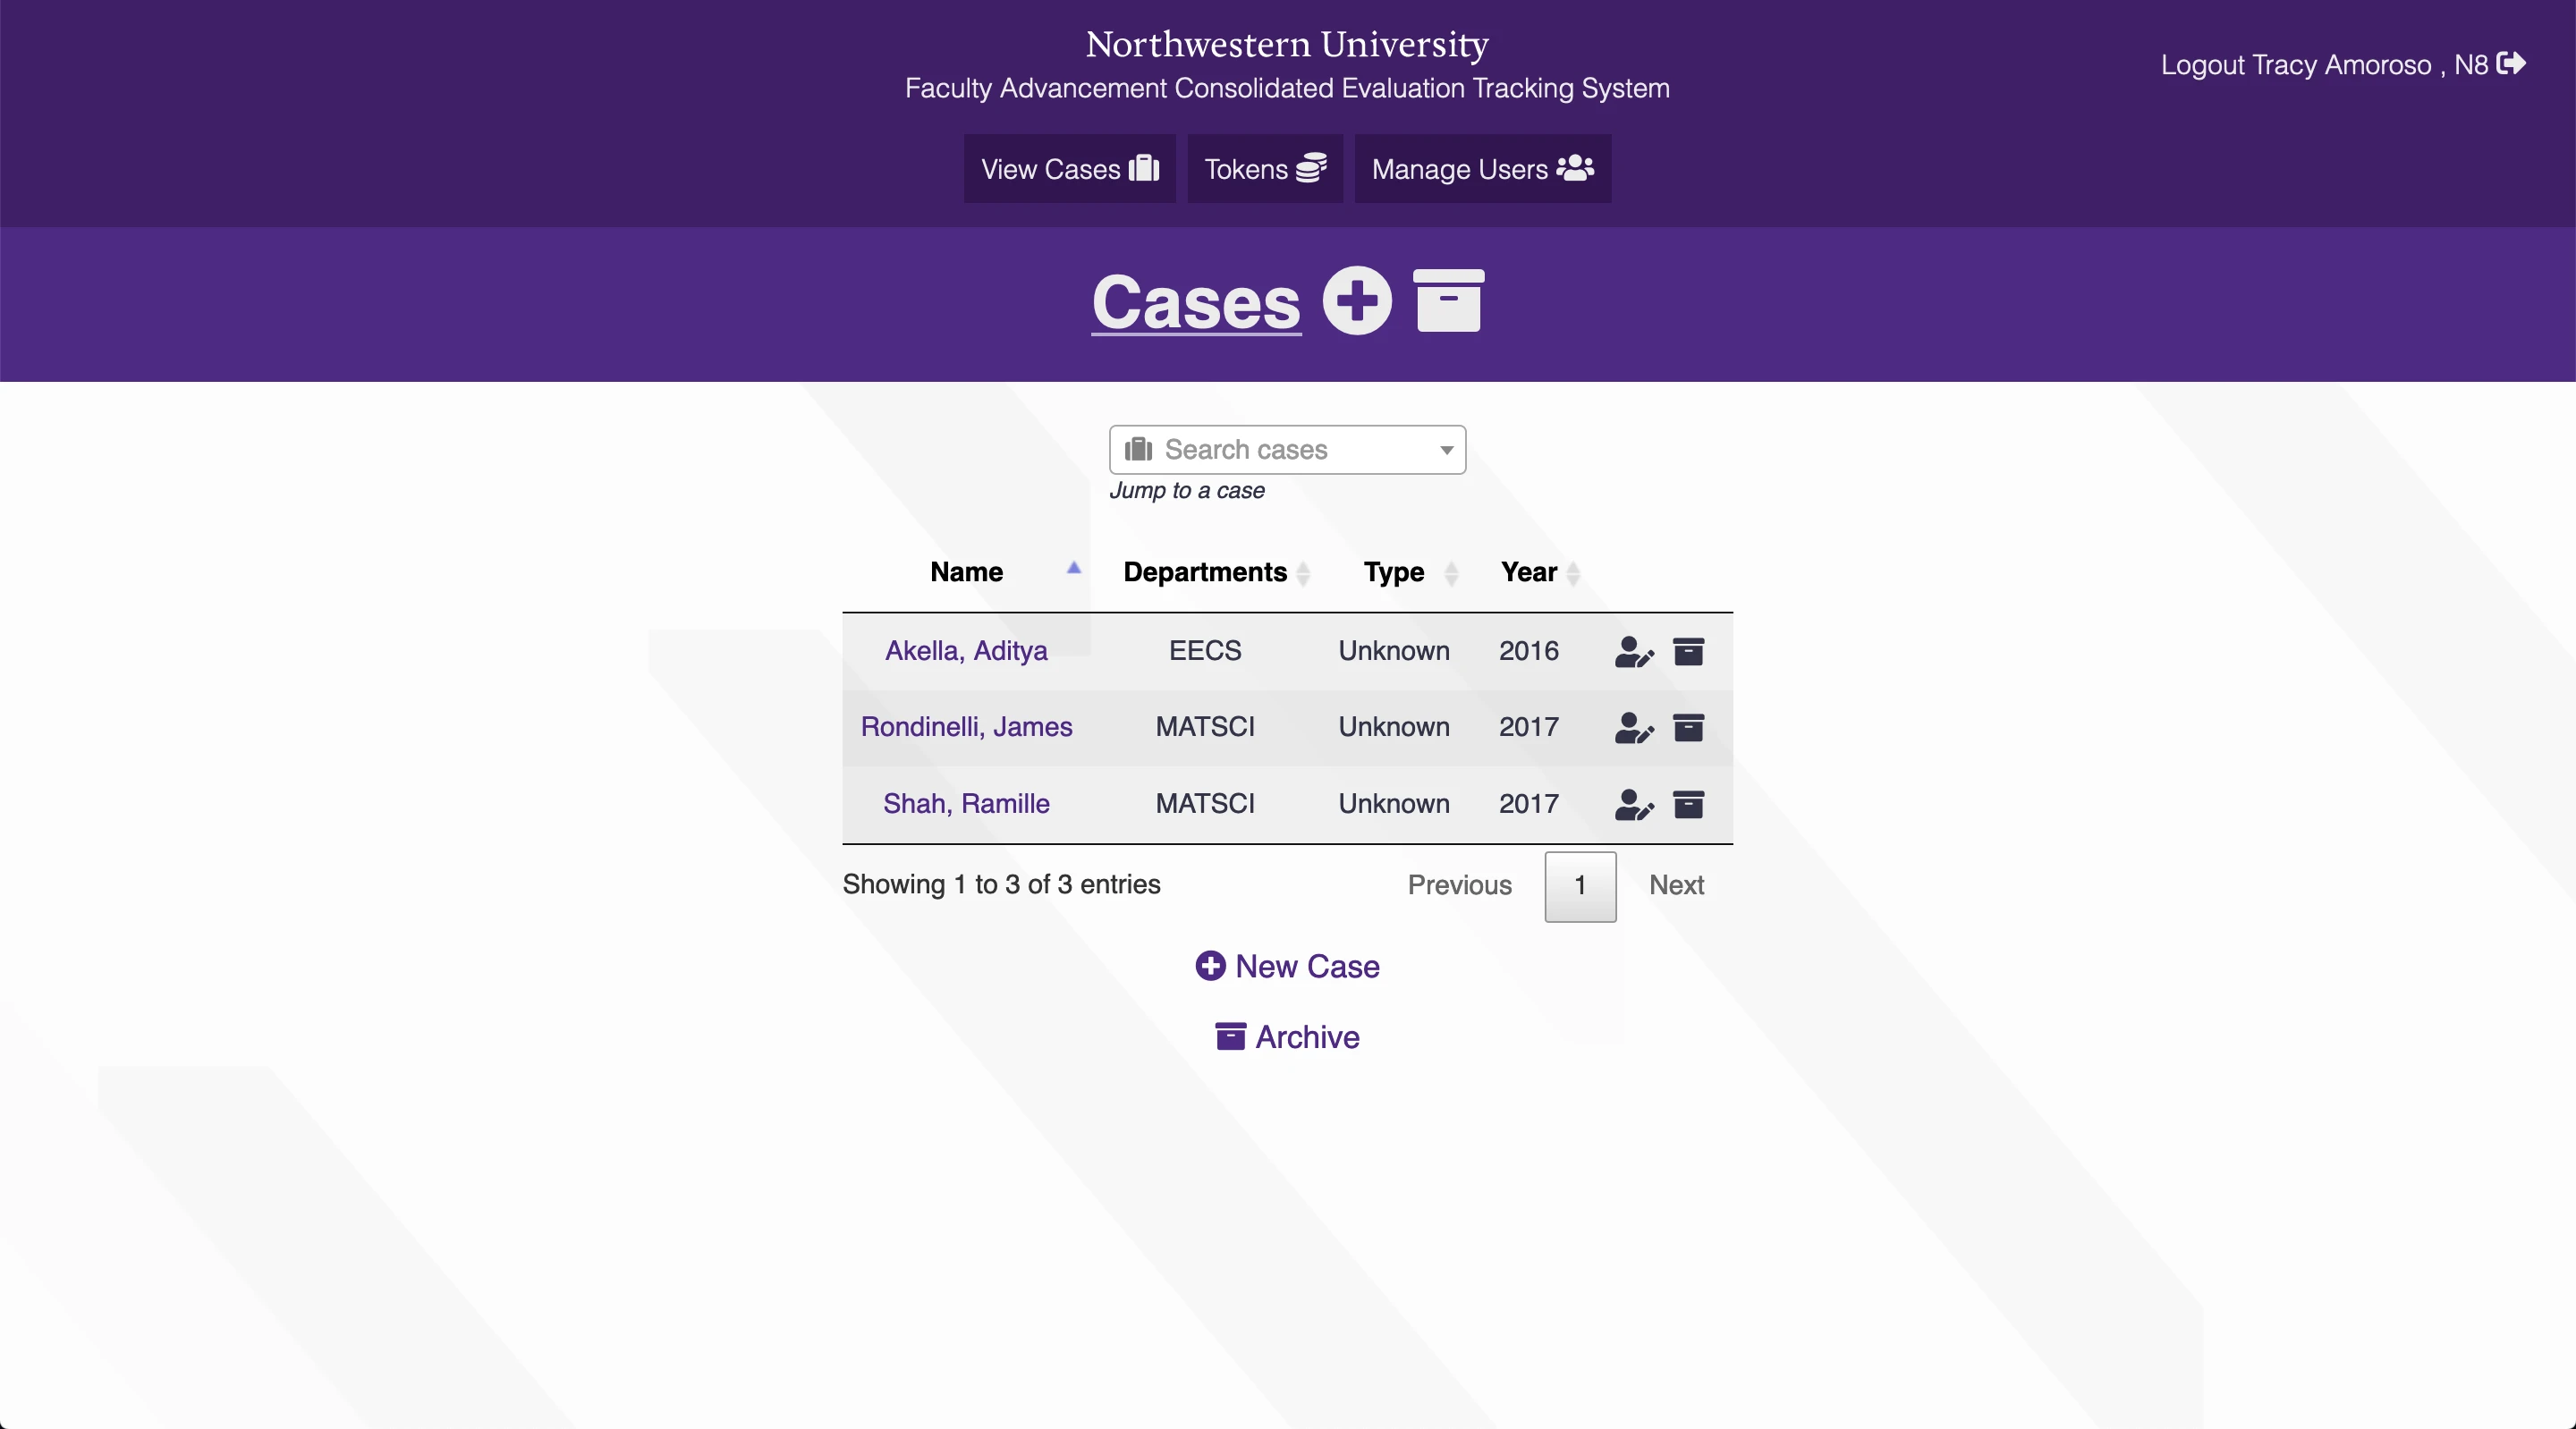 Northwestern University
Faculty Advancement Consolidated Evaluation Tracking System
Logout Tracy Amoroso , N8
View Cases Tokens Manage Users
Cases
Search cases
Jump to a case
Name Departments Type Year
Akella, Aditya EECS Unknown 2016
Rondinelli, James MATSCI Unknown 2017
Shah, Ramille MATSCI Unknown 2017
Showing 1 to 3 of 3 entries Previous 1 Next
New Case
Archive